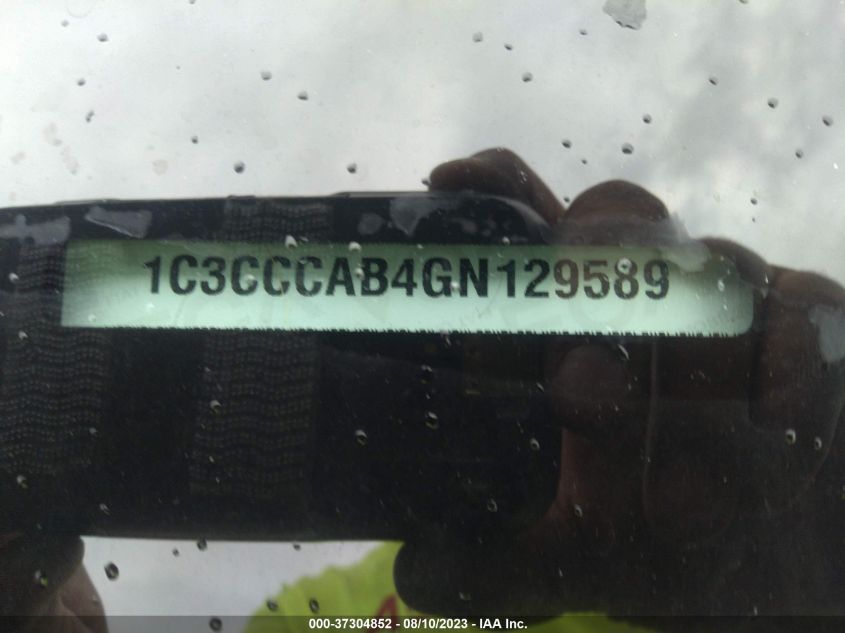 1C3CCCAB4GN129589
000-37304852 - 08/10/2023 - IAA Inc.